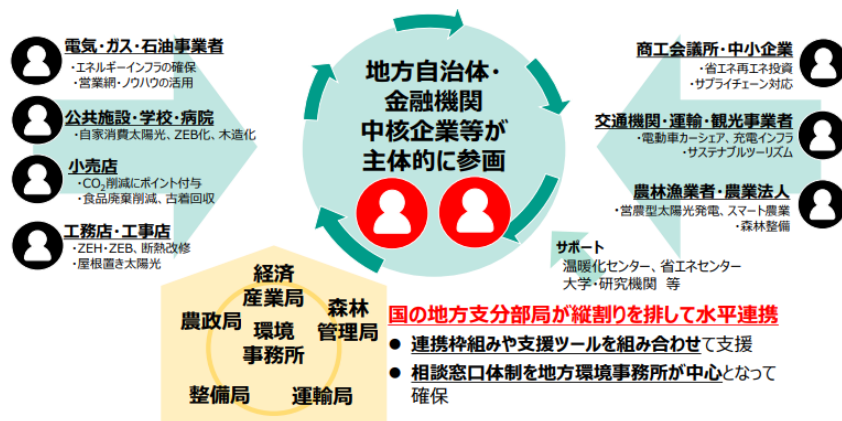 電気・ガス・石油事業者
・エネルギーインフラの確保
・営業網・ノウハウの活用
公共施設・学校・病院
・自家消費太陽光、ZEB化、木造化
小売店
・CO₂削減にポイント付与
・食品廃棄削減、古着回収
工務店・工事店
・ZEH・ZEB、断熱改修
・屋根置き太陽光
地方自治体・
金融機関
中核企業等が
主体的に参画
商工会議所・中小企業
・省エネ再エネ投資
・サプライチェーン対応
交通機関・運輸・観光事業者
・電動車カーシェア、充電インフラ
・サステナブルツーリズム
農林漁業者・農業法人
・営農型太陽光発電、スマート農業
・森林整備
サポート
温暖化センター、省エネセンター
大学・研究機関 等
経済
産業局
農政局
森林
管理局
環境
事務所
整備局
運輸局
国の地方支分部局が縦割りを排して水平連携
● 連携枠組みや支援ツールを組み合わせて支援
● 相談窓口体制を地方環境事務所が中心となって
確保